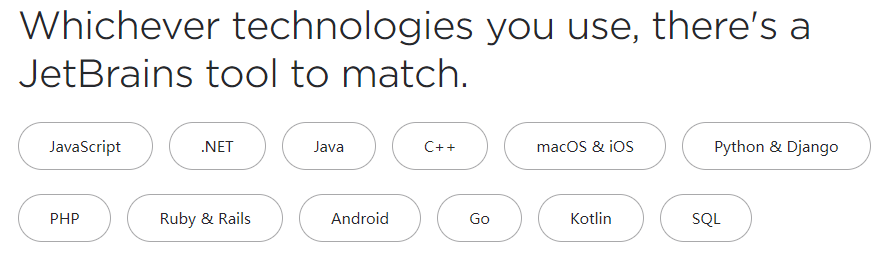 Whichever technologies you use, there's a
JetBrains tool to match.
JavaScript .NET Java C++ macOS & iOS Python & Django
PHP Ruby & Rails Android Go Kotlin SQL